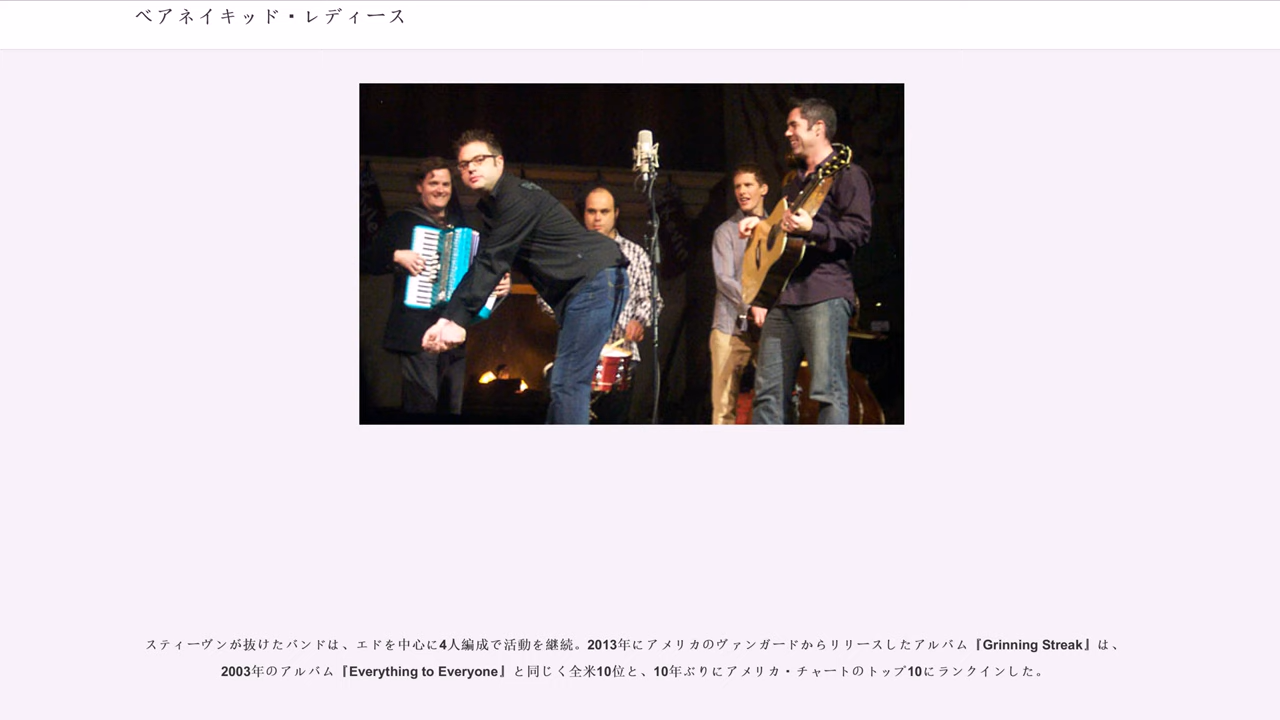 ベアネイキッド・レディース
スティーヴンが抜けたバンドは、エドを中心に4人編成で活動を継続。2013年にアメリカのヴァンガードからリリースしたアルバム『Grinning Streak』は、
2003年のアルバム『Everything to Everyone』と同じく全米10位と、10年ぶりにアメリカ・チャートのトップ10にランクインした。